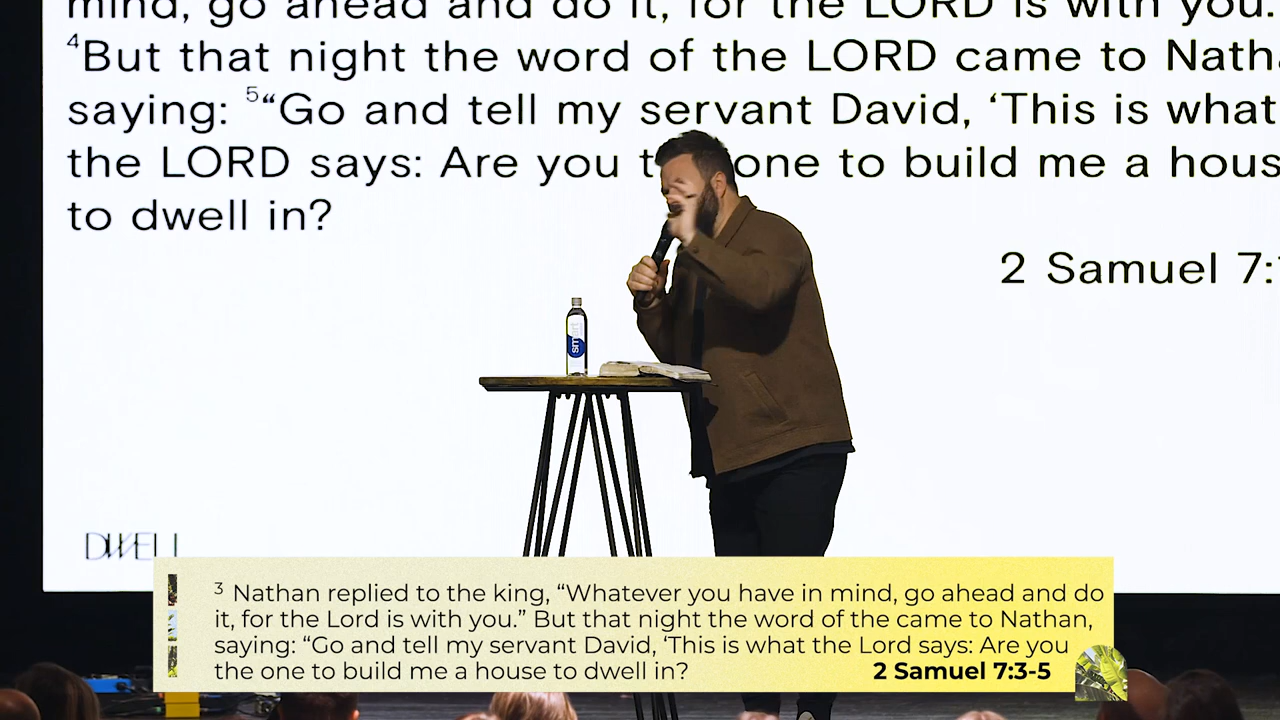 mind, go ahead and do it, for the LORD is with you.
⁴But that night the word of the LORD came to Nath
saying: ⁵“Go and tell my servant David, ‘This is what
the LORD says: Are you t one to build me a hous
to dwell in?
2 Samuel 7:
smart
DWELL
³ Nathan replied to the king, “Whatever you have in mind, go ahead and do
it, for the Lord is with you.” But that night the word of the came to Nathan,
saying: “Go and tell my servant David, ‘This is what the Lord says: Are you
the one to build me a house to dwell in?
2 Samuel 7:3-5